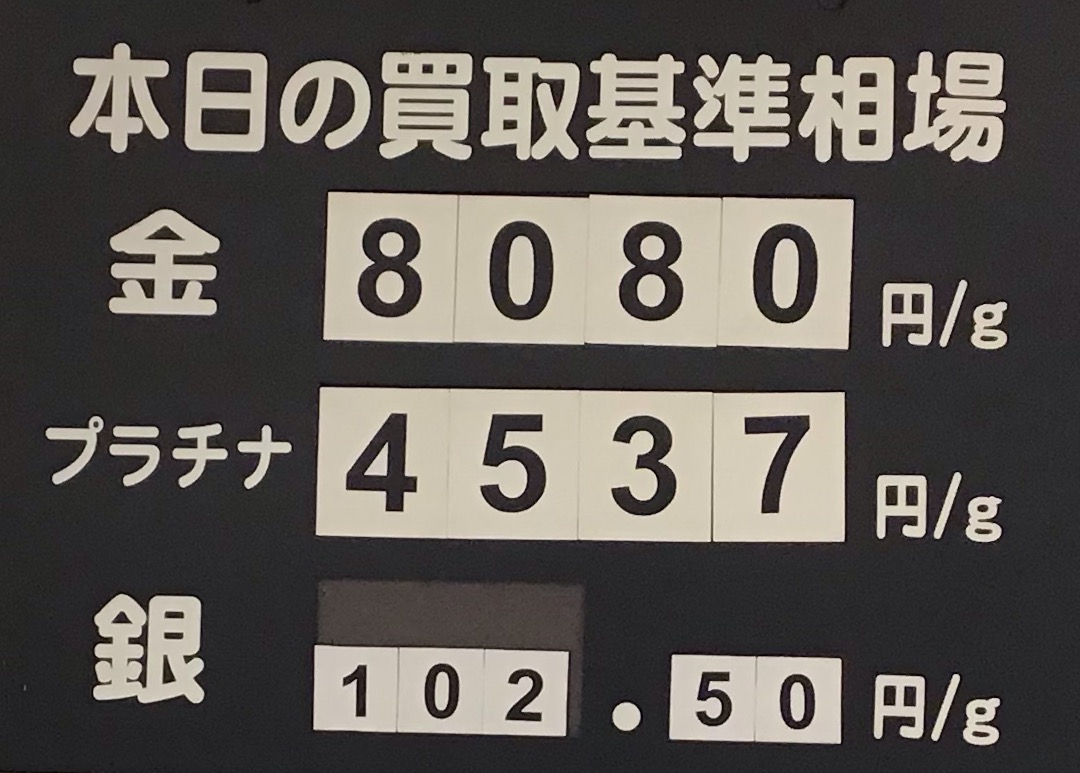 本日の買取基準相場
金 8080 円/g
プラチナ 4537 円/g
銀 102.50 円/g